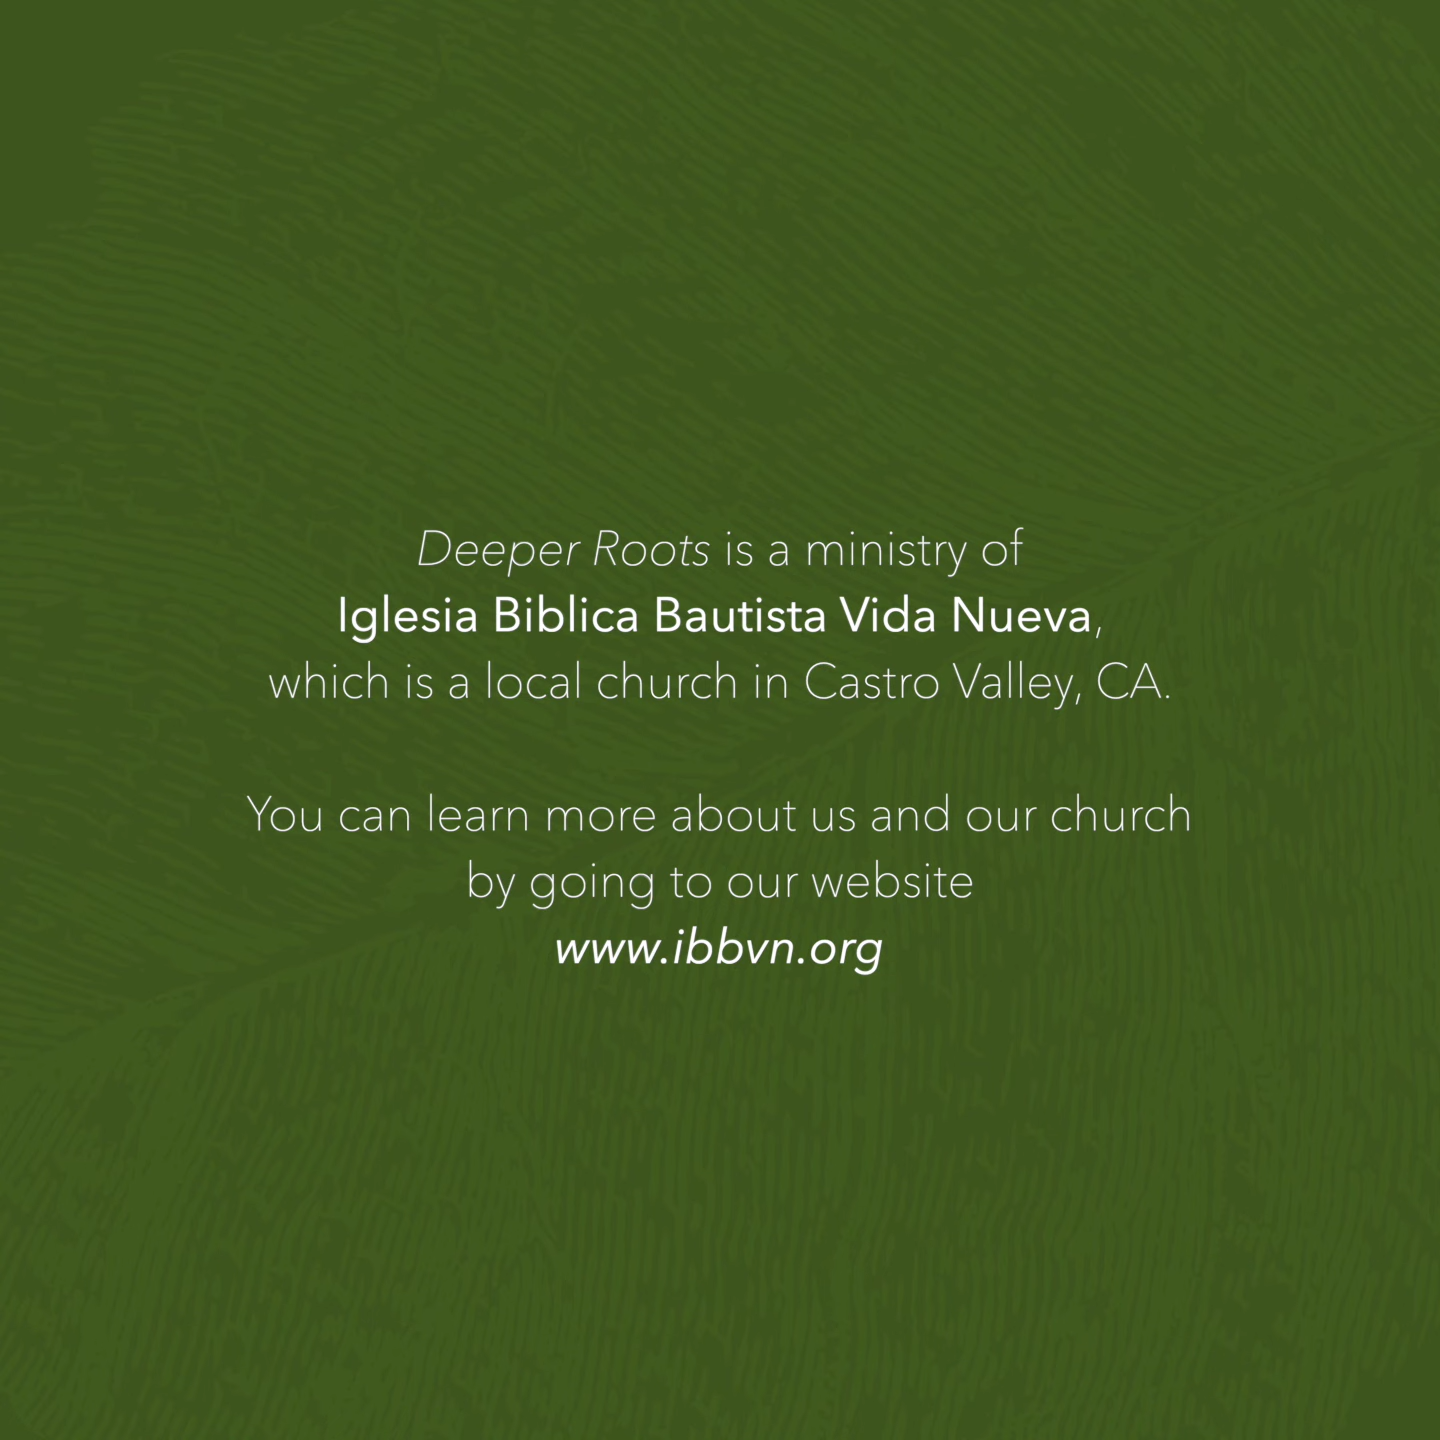 Deeper Roots is a ministry of
Iglesia Biblica Bautista Vida Nueva,
which is a local church in Castro Valley, CA.
You can learn more about us and our church
by going to our website
www.ibbvn.org